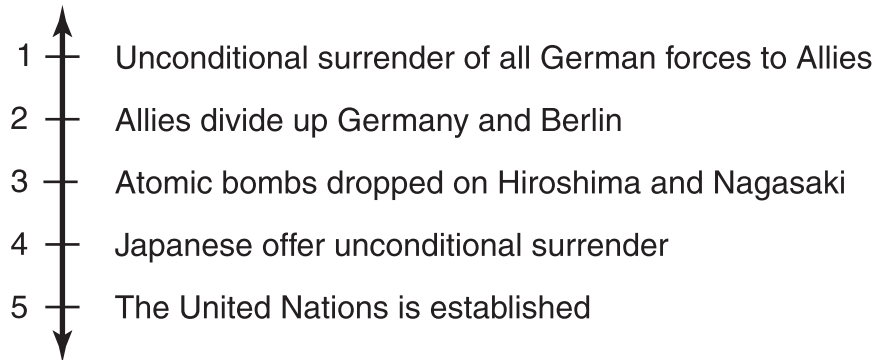 1 Unconditional surrender of all German forces to Allies
2 Allies divide up Germany and Berlin
3 Atomic bombs dropped on Hiroshima and Nagasaki
4 Japanese offer unconditional surrender
5 The United Nations is established